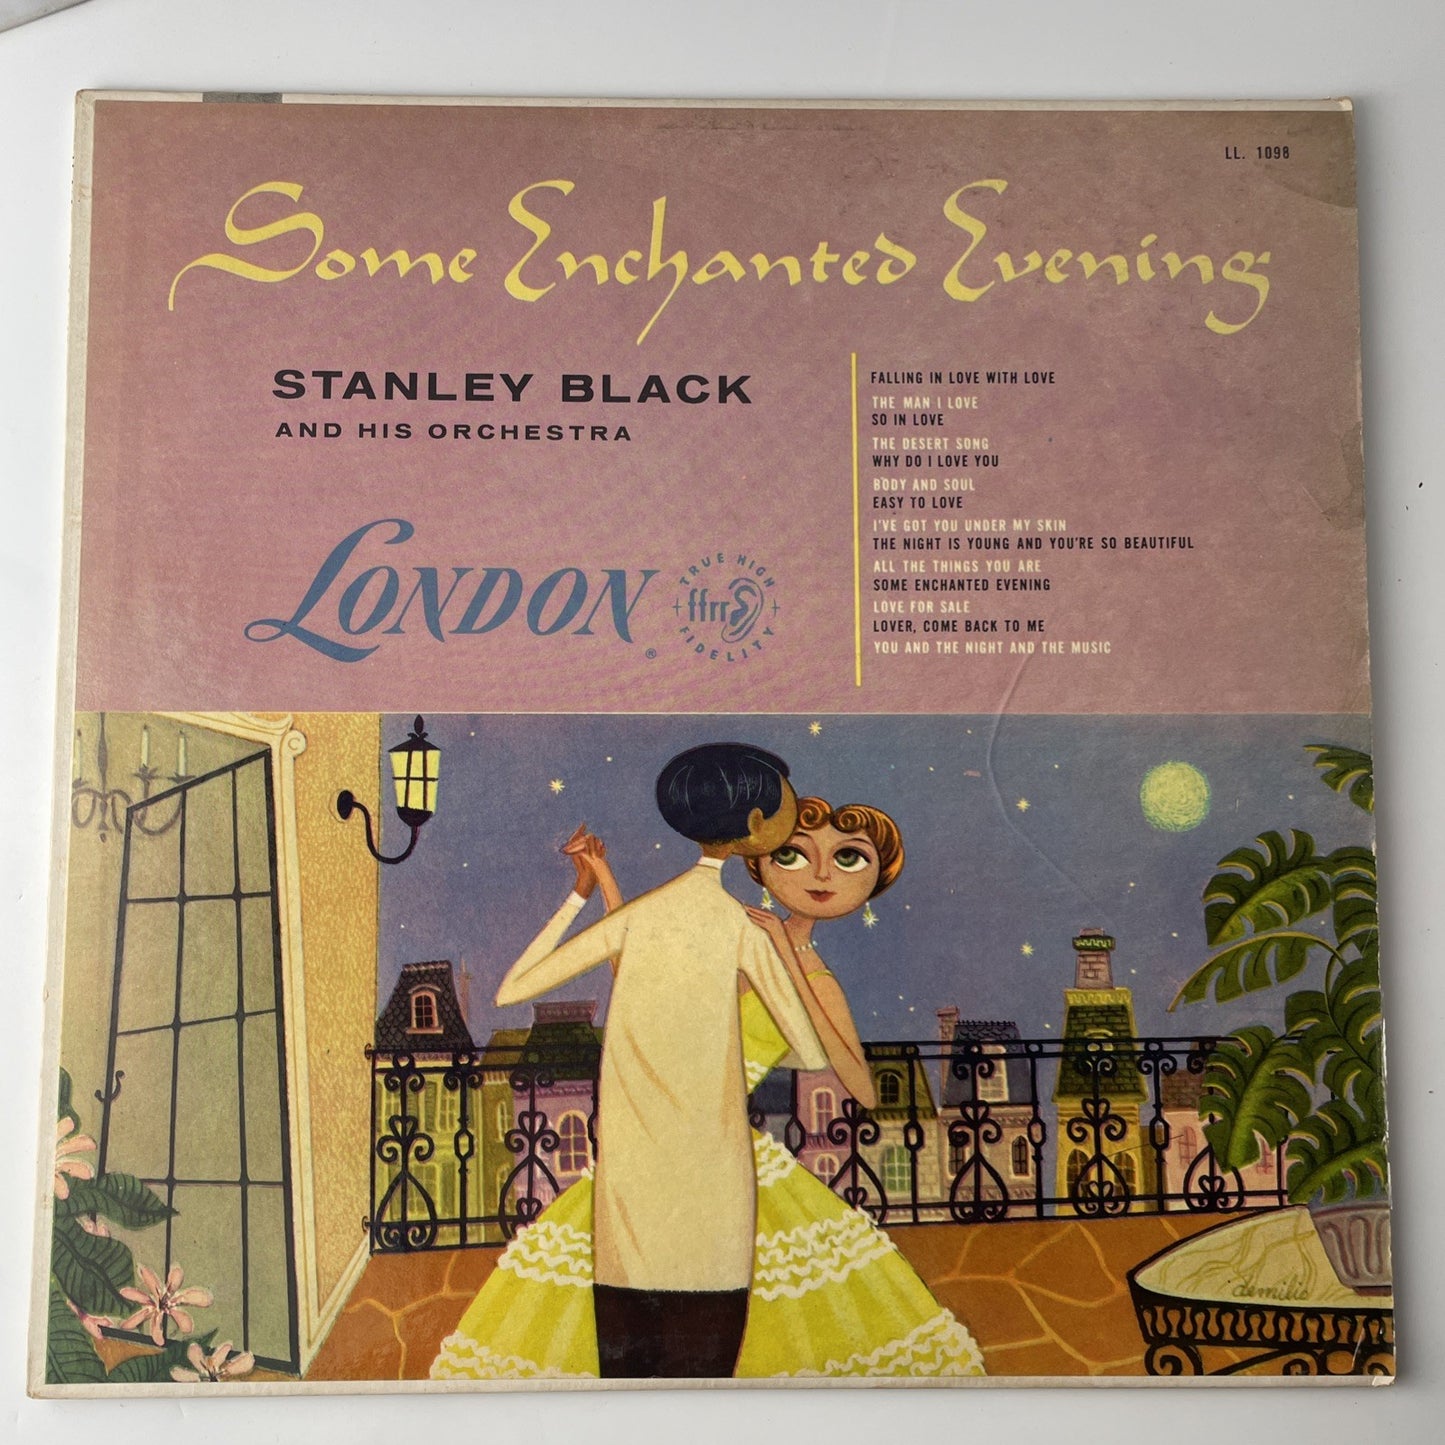 LL. 1098
Some Enchanted Evening
STANLEY BLACK
AND HIS ORCHESTRA
FALLING IN LOVE WITH LOVE
THE MAN I LOVE
SO IN LOVE
THE DESERT SONG
WHY DO I LOVE YOU
BODY AND SOUL
EASY TO LOVE
I'VE GOT YOU UNDER MY SKIN
THE NIGHT IS YOUNG AND YOU'RE SO BEAUTIFUL
ALL THE THINGS YOU ARE
SOME ENCHANTED EVENING
LOVE FOR SALE
LOVER, COME BACK TO ME
YOU AND THE NIGHT AND THE MUSIC
LONDON ®
TRUE HIGH
ffrr
FIDELITY
demilio